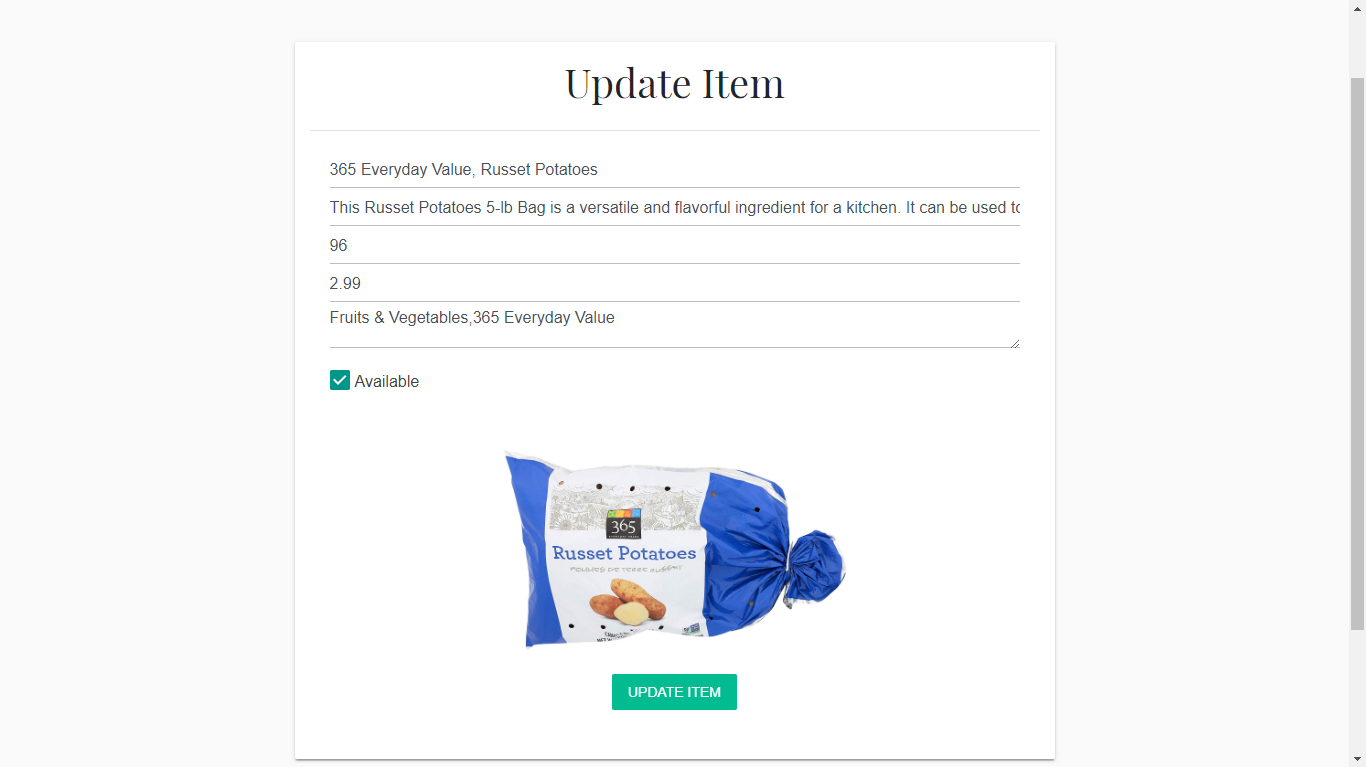 Update Item
365 Everyday Value, Russet Potatoes
This Russet Potatoes 5-lb Bag is a versatile and flavorful ingredient for a kitchen. It can be used to
96
2.99
Fruits & Vegetables,365 Everyday Value
Available
365
Russet Potatoes
POMMES DE TERRE RUSSET
UPDATE ITEM